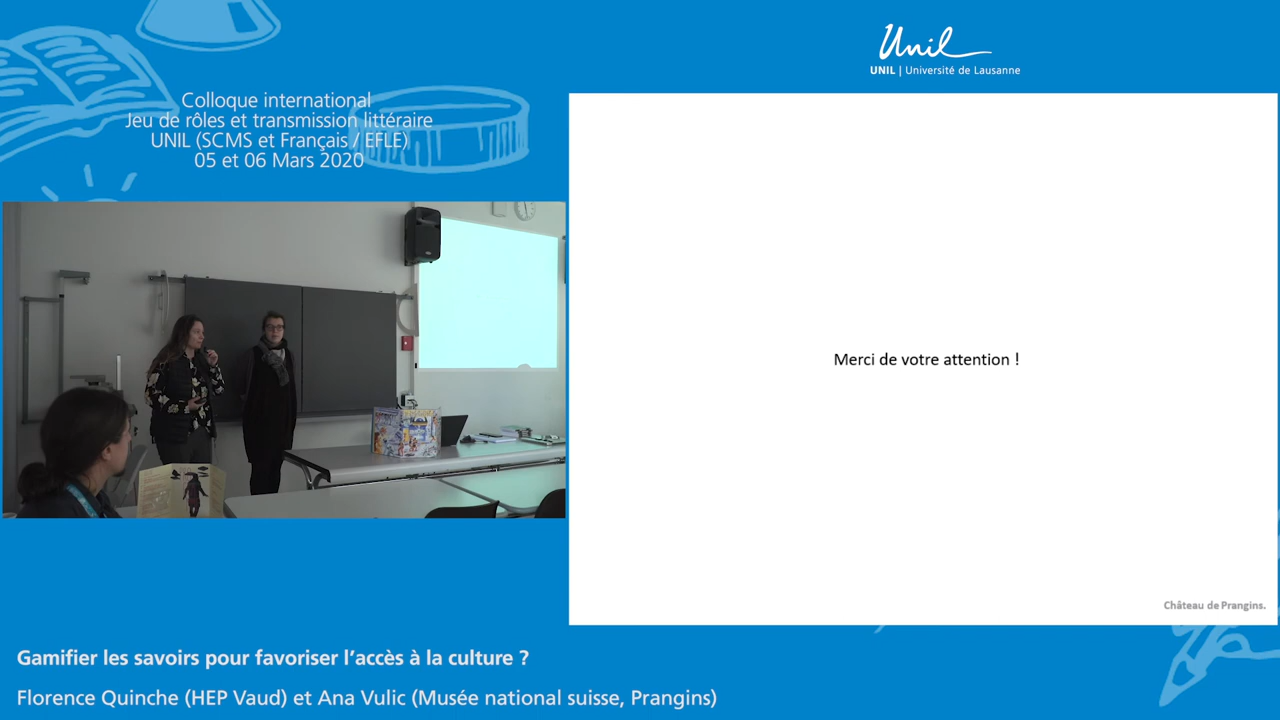 Unil
UNIL | Université de Lausanne
Colloque international
Jeu de rôles et transmission littéraire
UNIL (SCMS et Français / EFLE)
05 et 06 Mars 2020
Merci de votre attention !
Château de Prangins.
Gamifier les savoirs pour favoriser l'accès à la culture ?
Florence Quinche (HEP Vaud) et Ana Vulic (Musée national suisse, Prangins)